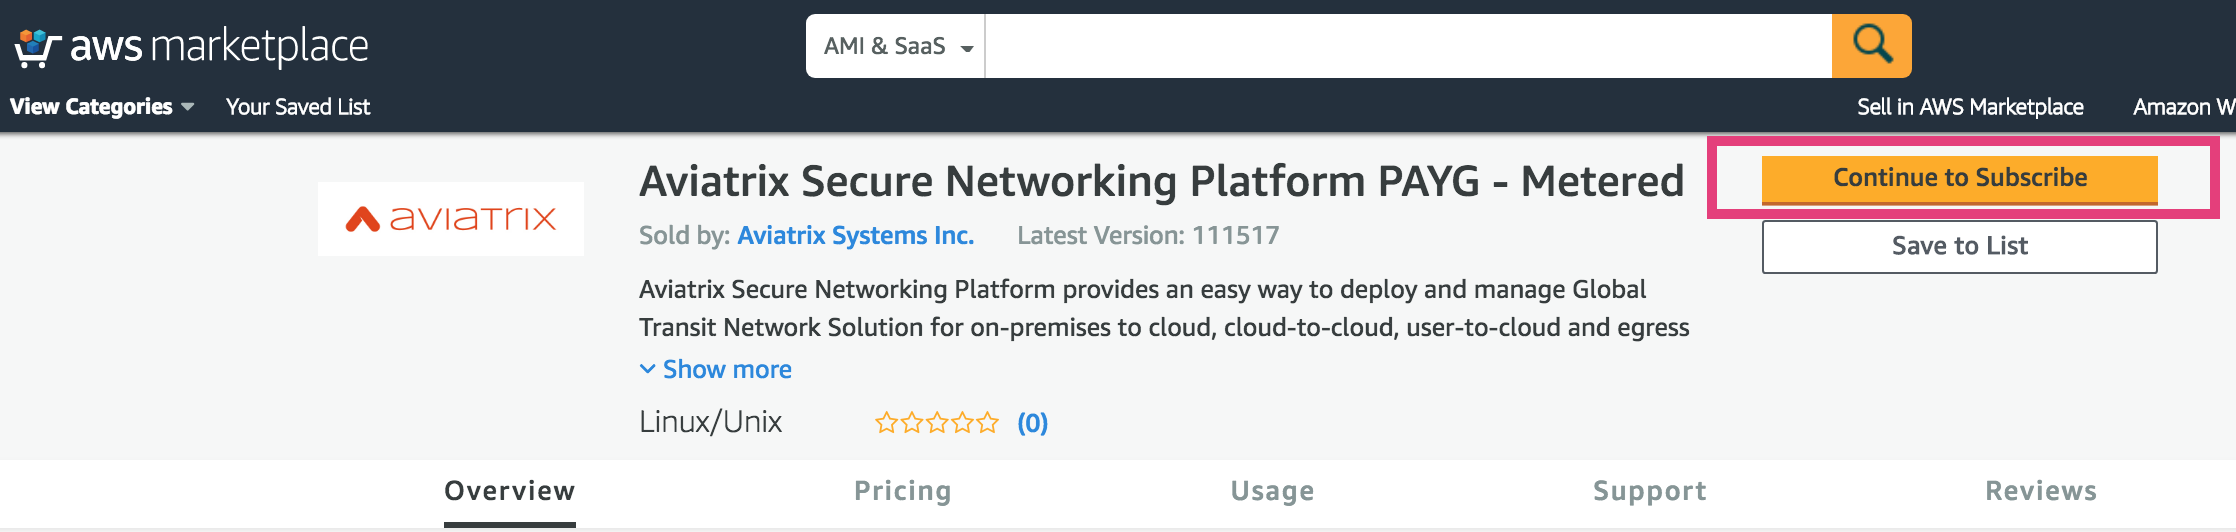 aws marketplace
AMI & SaaS
View Categories
Your Saved List
Sell in AWS Marketplace
Amazon W
aviatrix
Aviatrix Secure Networking Platform PAYG - Metered
Continue to Subscribe
Sold by: Aviatrix Systems Inc. Latest Version: 111517
Save to List
Aviatrix Secure Networking Platform provides an easy way to deploy and manage Global
Transit Network Solution for on-premises to cloud, cloud-to-cloud, user-to-cloud and egress
Show more
Linux/Unix
(0)
Overview
Pricing
Usage
Support
Reviews